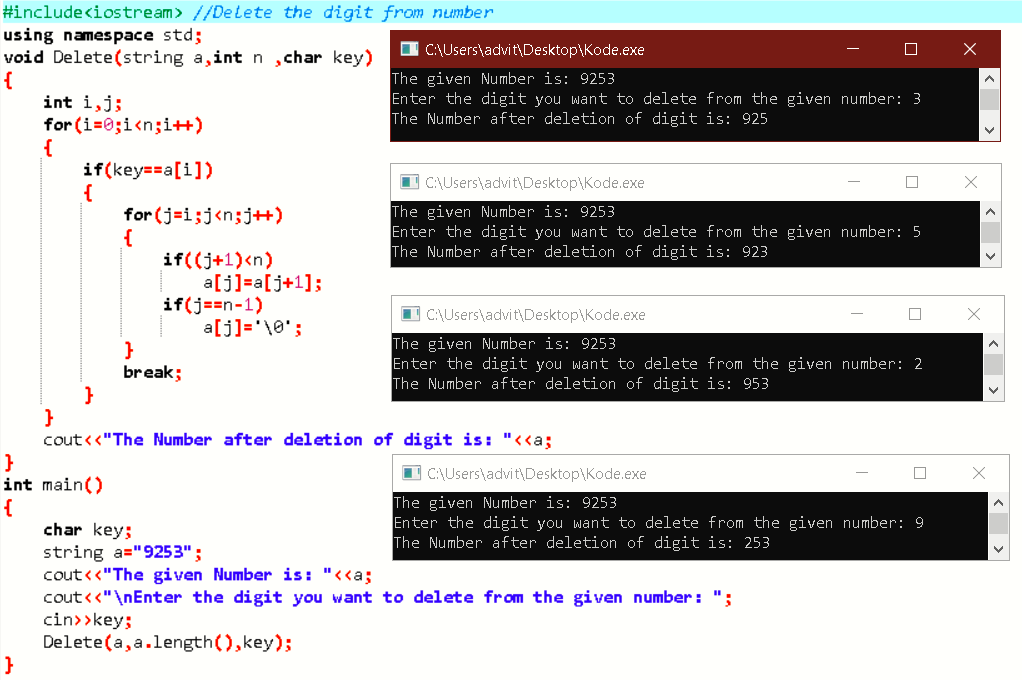 #include<iostream> //Delete the digit from number
using namespace std;
void Delete(string a,int n ,char key)
{
    int i,j;
    for(i=0;i<n;i++)
    {
        if(key==a[i])
        {
            for(j=i;j<n;j++)
            {
                if((j+1)<n)
                    a[j]=a[j+1];
                if(j==n-1)
                    a[j]='\0';
            }
            break;
        }
    }
    cout<<"The Number after deletion of digit is: "<<a;
}
int main()
{
    char key;
    string a="9253";
    cout<<"The given Number is: "<<a;
    cout<<"\nEnter the digit you want to delete from the given number: ";
    cin>>key;
    Delete(a,a.length(),key);
}
C:\Users\advit\Desktop\Kode.exe
The given Number is: 9253
Enter the digit you want to delete from the given number: 3
The Number after deletion of digit is: 925
C:\Users\advit\Desktop\Kode.exe
The given Number is: 9253
Enter the digit you want to delete from the given number: 5
The Number after deletion of digit is: 923
C:\Users\advit\Desktop\Kode.exe
The given Number is: 9253
Enter the digit you want to delete from the given number: 2
The Number after deletion of digit is: 953
C:\Users\advit\Desktop\Kode.exe
The given Number is: 9253
Enter the digit you want to delete from the given number: 9
The Number after deletion of digit is: 253